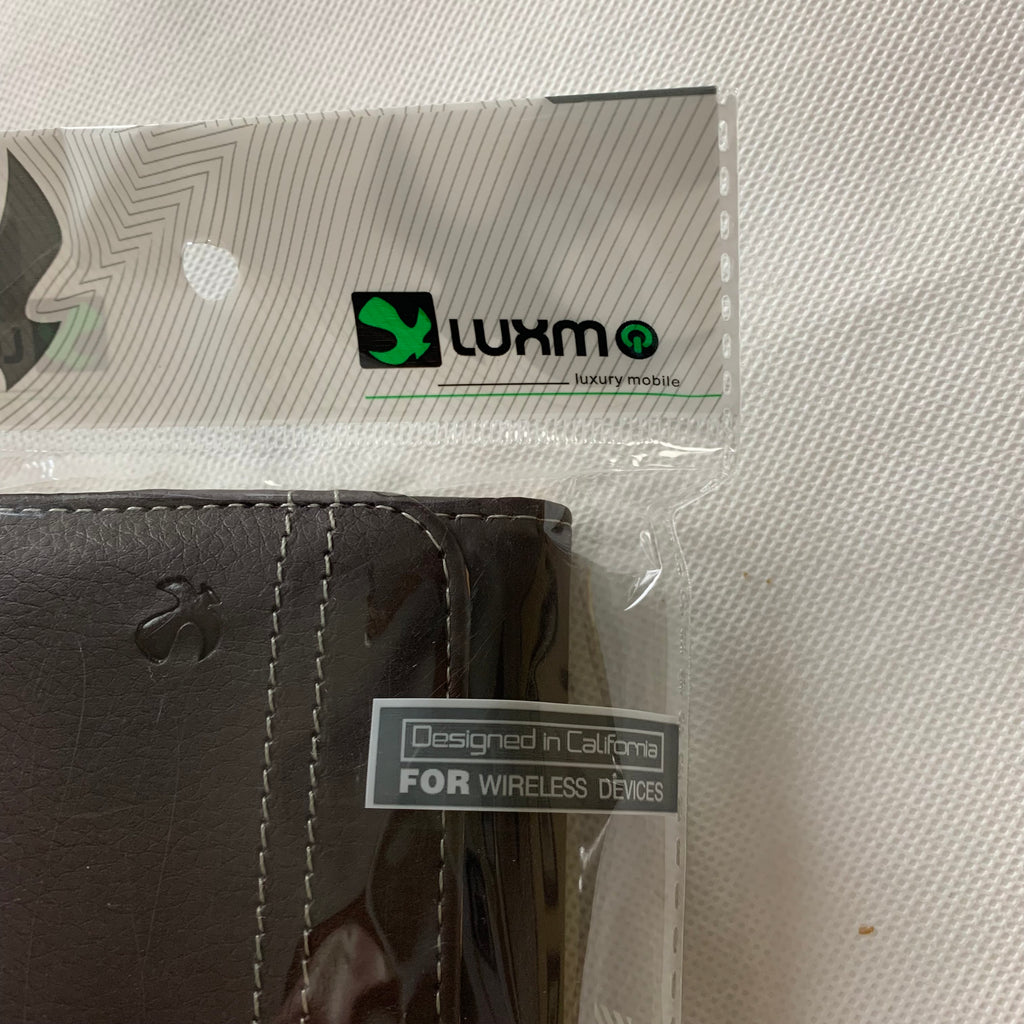 LUXMO
luxury mobile
Designed in California
FOR WIRELESS DEVICES